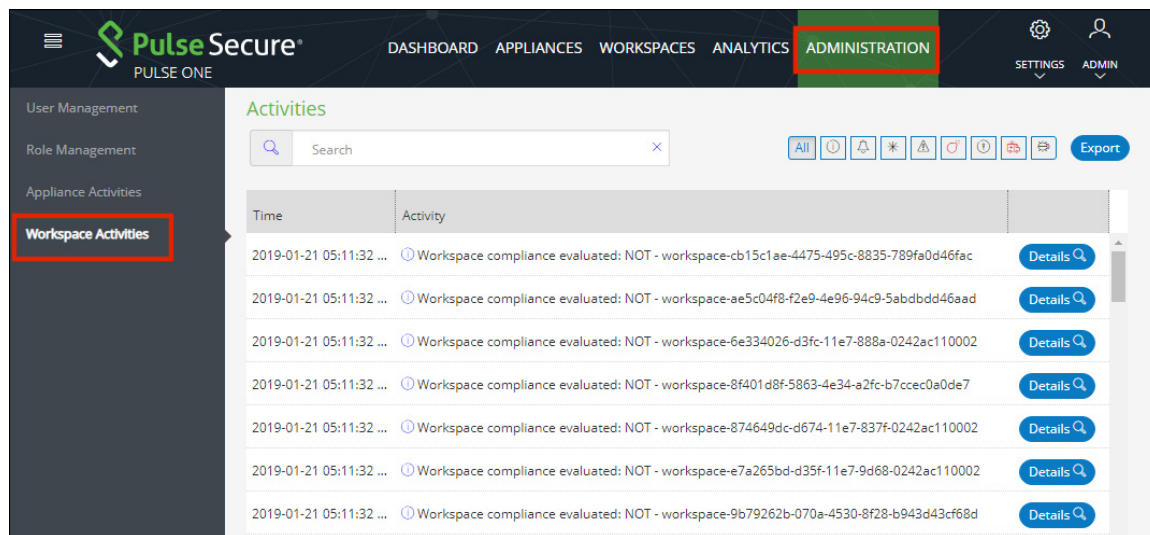 Pulse Secure®
PULSE ONE
DASHBOARD APPLIANCES WORKSPACES ANALYTICS ADMINISTRATION
SETTINGS ADMIN
User Management
Role Management
Appliance Activities
Workspace Activities
Activities
Search
All
Export
Time Activity
2019-01-21 05:11:32 ... Workspace compliance evaluated: NOT - workspace-cb15c1ae-4475-495c-8835-789fa0d46fac Details
2019-01-21 05:11:32 ... Workspace compliance evaluated: NOT - workspace-ae5c04f8-f2e9-4e96-94c9-5abdbdd46aad Details
2019-01-21 05:11:32 ... Workspace compliance evaluated: NOT - workspace-6e334026-d3fc-11e7-888a-0242ac110002 Details
2019-01-21 05:11:32 ... Workspace compliance evaluated: NOT - workspace-8f401d8f-5863-4e34-a2fc-b7ccec0a0de7 Details
2019-01-21 05:11:32 ... Workspace compliance evaluated: NOT - workspace-874649dc-d674-11e7-837f-0242ac110002 Details
2019-01-21 05:11:32 ... Workspace compliance evaluated: NOT - workspace-e7a265bd-d35f-11e7-9d68-0242ac110002 Details
2019-01-21 05:11:32 ... Workspace compliance evaluated: NOT - workspace-9b79262b-070a-4530-8f28-b943d43cf68d Details